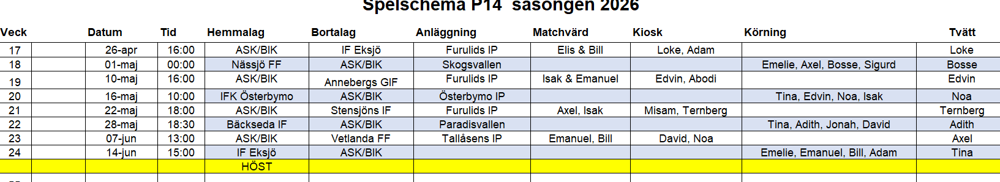 Spelschema P14 säsongen 2026
Veck Datum Tid Hemmalag Bortalag Anläggning Matchvärd Kiosk Körning Tvätt
17 26-apr 16:00 ASK/BIK IF Eksjö Furulids IP Elis & Bill Loke, Adam Loke
18 01-maj 00:00 Nässjö FF ASK/BIK Skogsvallen Emelie, Axel, Bosse, Sigurd Bosse
19 10-maj 16:00 ASK/BIK Annebergs GIF Furulids IP Isak & Emanuel Edvin, Abodi Edvin
20 16-maj 10:00 IFK Österbymo ASK/BIK Österbymo IP Tina, Edvin, Noa, Isak Noa
21 22-maj 18:00 ASK/BIK Stensjöns IF Furulids IP Axel, Isak Misam, Ternberg Ternberg
22 28-maj 18:30 Bäckseda IF ASK/BIK Paradisvallen Tina, Adith, Jonah, David Adith
23 07-jun 13:00 ASK/BIK Vetlanda FF Tallåsens IP Emanuel, Bill David, Noa Axel
24 14-jun 15:00 IF Eksjö ASK/BIK Emelie, Emanuel, Bill, Adam Tina
HÖST